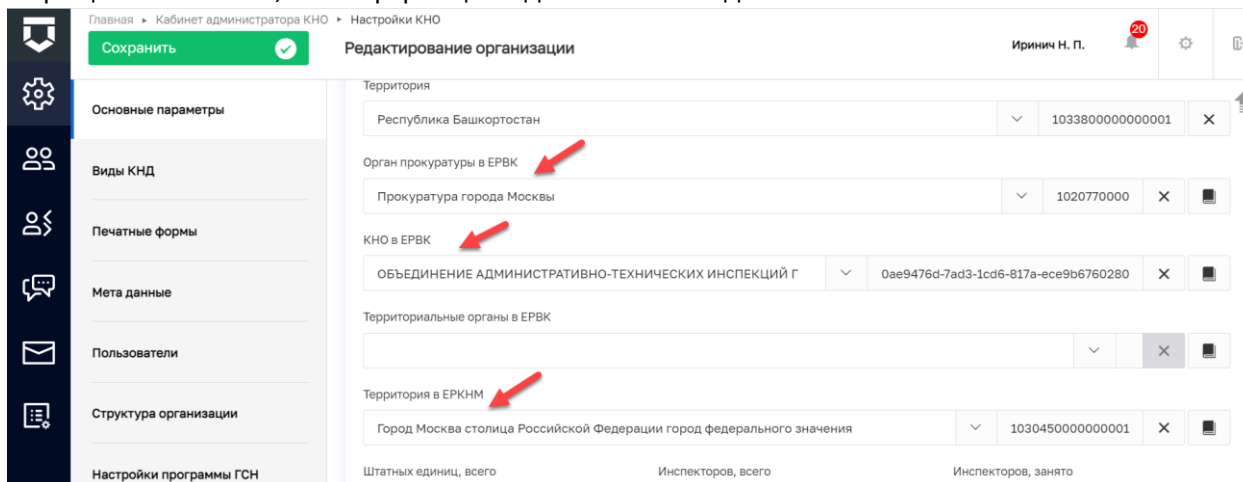 Главная ▸ Кабинет администратора КНО ▸ Настройки КНО
Сохранить
Редактирование организации
Иринич Н. П.
20
Основные параметры
Виды КНД
Печатные формы
Мета данные
Пользователи
Структура организации
Настройки программы ГСН
Территория
Республика Башкортостан
1033800000000001
Орган прокуратуры в ЕРВК
Прокуратура города Москвы
1020770000
КНО в ЕРВК
ОБЪЕДИНЕНИЕ АДМИНИСТРАТИВНО-ТЕХНИЧЕСКИХ ИНСПЕКЦИЙ Г
0ae9476d-7ad3-1cd6-817a-ece9b6760280
Территориальные органы в ЕРВК
Территория в ЕРКНМ
Город Москва столица Российской Федерации город федерального значения
1030450000000001
Штатных единиц, всего
Инспекторов, всего
Инспекторов, занято